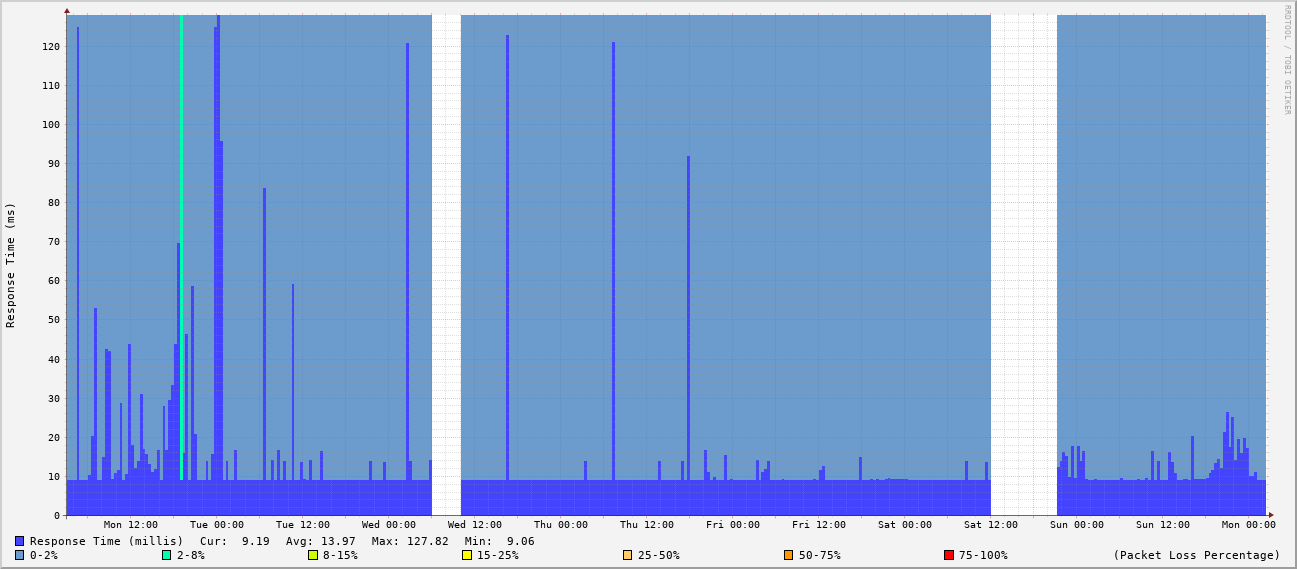 RRDTOOL / TOBI OETIKER
Response Time (ms)
120
110
100
90
80
70
60
50
40
30
20
10
0
Mon 12:00 Tue 00:00 Tue 12:00 Wed 00:00 Wed 12:00 Thu 00:00 Thu 12:00 Fri 00:00 Fri 12:00 Sat 00:00 Sat 12:00 Sun 00:00 Sun 12:00 Mon 00:00
Response Time (millis) Cur: 9.19 Avg: 13.97 Max: 127.82 Min: 9.06
0-2% 2-8% 8-15% 15-25% 25-50% 50-75% 75-100% (Packet Loss Percentage)